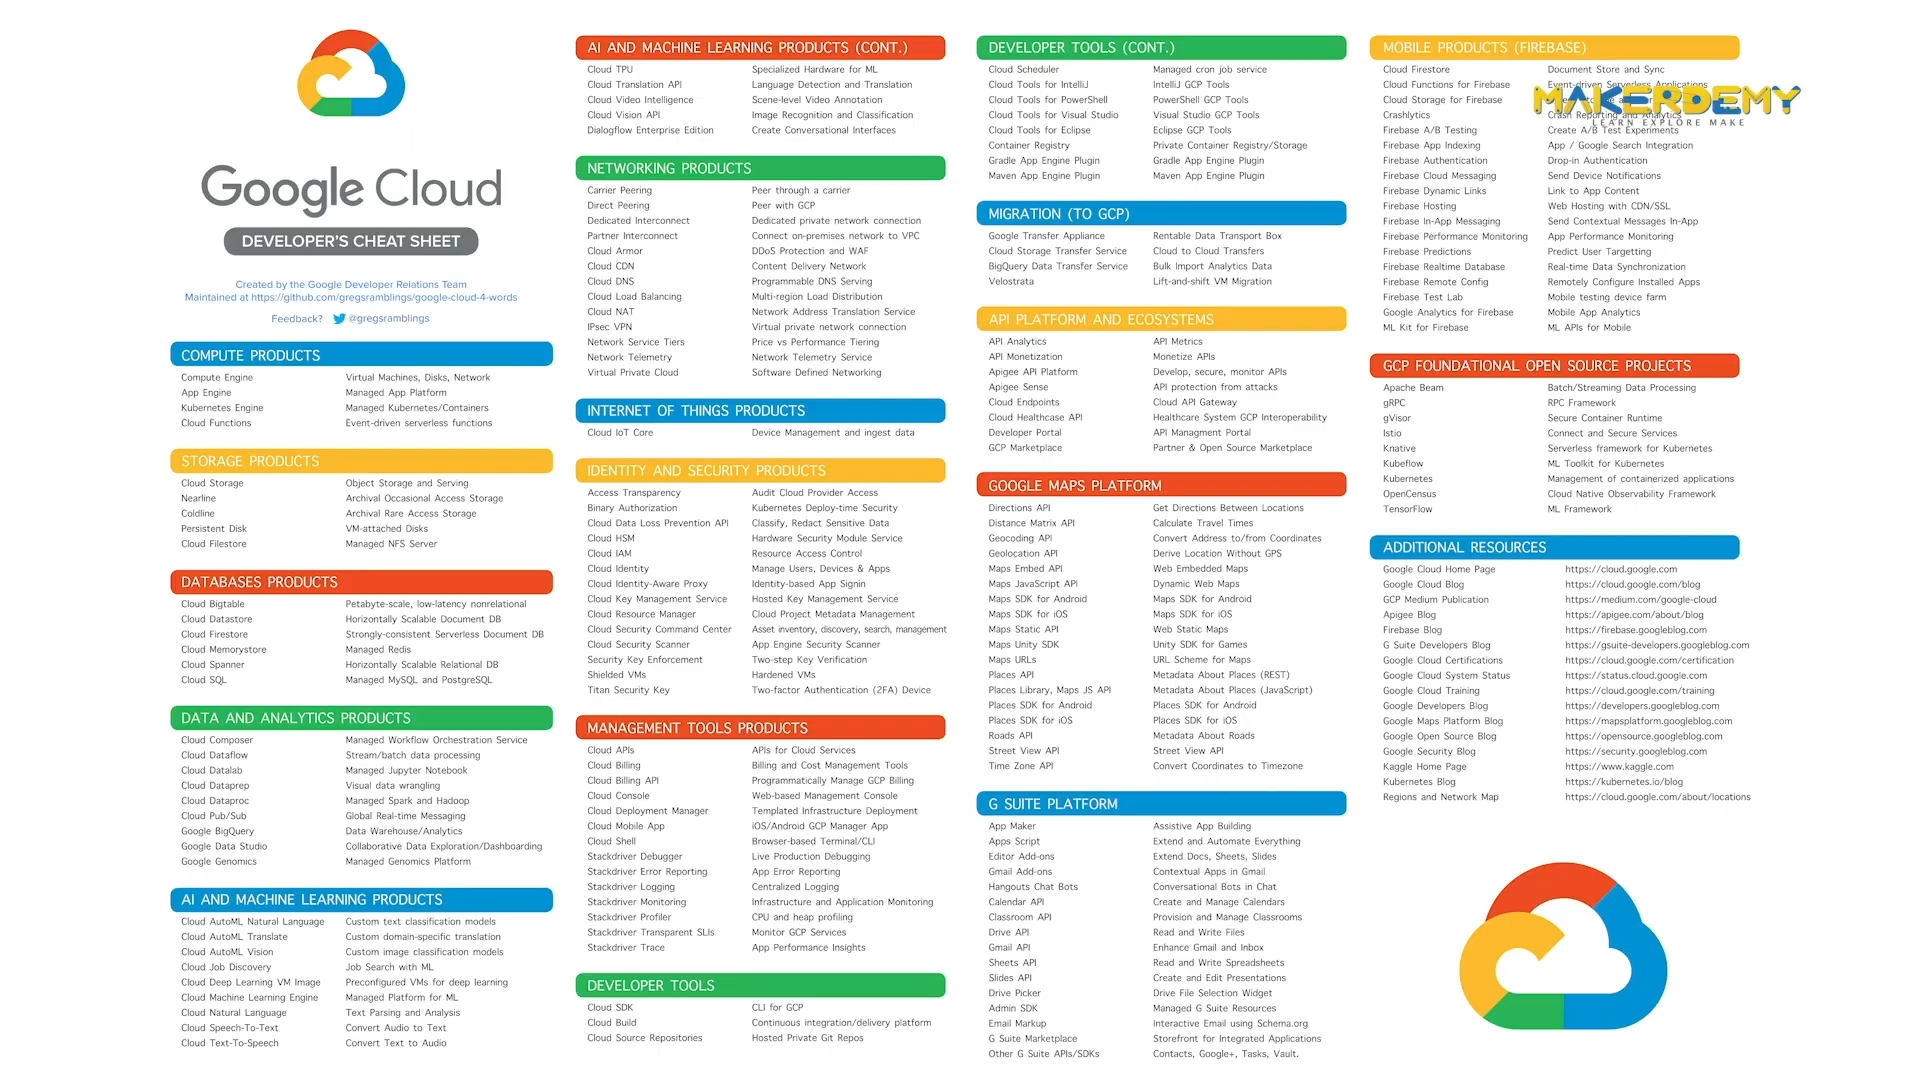 Google Cloud
DEVELOPER'S CHEAT SHEET
Created by the Google Developer Relations Team
Maintained at https://github.com/gregsramblings/google-cloud-4-words
Feedback? @gregsramblings
COMPUTE PRODUCTS
Compute Engine Virtual Machines, Disks, Network
App Engine Managed App Platform
Kubernetes Engine Managed Kubernetes/Containers
Cloud Functions Event-driven serverless functions
STORAGE PRODUCTS
Cloud Storage Object Storage and Serving
Nearline Archival Occasional Access Storage
Coldline Archival Rare Access Storage
Persistent Disk VM-attached Disks
Cloud Filestore Managed NFS Server
DATABASES PRODUCTS
Cloud Bigtable Petabyte-scale, low-latency nonrelational
Cloud Datastore Horizontally Scalable Document DB
Cloud Firestore Strongly-consistent Serverless Document DB
Cloud Memorystore Managed Redis
Cloud Spanner Horizontally Scalable Relational DB
Cloud SQL Managed MySQL and PostgreSQL
DATA AND ANALYTICS PRODUCTS
Cloud Composer Managed Workflow Orchestration Service
Cloud Dataflow Stream/batch data processing
Cloud Datalab Managed Jupyter Notebook
Cloud Dataprep Visual data wrangling
Cloud Dataproc Managed Spark and Hadoop
Cloud Pub/Sub Global Real-time Messaging
Google BigQuery Data Warehouse/Analytics
Google Data Studio Collaborative Data Exploration/Dashboarding
Google Genomics Managed Genomics Platform
AI AND MACHINE LEARNING PRODUCTS
Cloud AutoML Natural Language Custom text classification models
Cloud AutoML Translate Custom domain-specific translation
Cloud AutoML Vision Custom image classification models
Cloud Job Discovery Job Search with ML
Cloud Deep Learning VM Image Preconfigured VMs for deep learning
Cloud Machine Learning Engine Managed Platform for ML
Cloud Natural Language Text Parsing and Analysis
Cloud Speech-To-Text Convert Audio to Text
Cloud Text-To-Speech Convert Text to Audio
AI AND MACHINE LEARNING PRODUCTS (CONT.)
Cloud TPU Specialized Hardware for ML
Cloud Translation API Language Detection and Translation
Cloud Video Intelligence Scene-level Video Annotation
Cloud Vision API Image Recognition and Classification
Dialogflow Enterprise Edition Create Conversational Interfaces
NETWORKING PRODUCTS
Carrier Peering Peer through a carrier
Direct Peering Peer with GCP
Dedicated Interconnect Dedicated private network connection
Partner Interconnect Connect on-premises network to VPC
Cloud Armor DDoS Protection and WAF
Cloud CDN Content Delivery Network
Cloud DNS Programmable DNS Serving
Cloud Load Balancing Multi-region Load Distribution
Cloud NAT Network Address Translation Service
IPsec VPN Virtual private network connection
Network Service Tiers Price vs Performance Tiering
Network Telemetry Network Telemetry Service
Virtual Private Cloud Software Defined Networking
INTERNET OF THINGS PRODUCTS
Cloud IoT Core Device Management and ingest data
IDENTITY AND SECURITY PRODUCTS
Access Transparency Audit Cloud Provider Access
Binary Authorization Kubernetes Deploy-time Security
Cloud Data Loss Prevention API Classify, Redact Sensitive Data
Cloud HSM Hardware Security Module Service
Cloud IAM Resource Access Control
Cloud Identity Manage Users, Devices & Apps
Cloud Identity-Aware Proxy Identity-based App Signin
Cloud Key Management Service Hosted Key Management Service
Cloud Resource Manager Cloud Project Metadata Management
Cloud Security Command Center Asset inventory, discovery, search, management
Cloud Security Scanner App Engine Security Scanner
Security Key Enforcement Two-step Key Verification
Shielded VMs Hardened VMs
Titan Security Key Two-factor Authentication (2FA) Device
MANAGEMENT TOOLS PRODUCTS
Cloud APIs APIs for Cloud Services
Cloud Billing Billing and Cost Management Tools
Cloud Billing API Programmatically Manage GCP Billing
Cloud Console Web-based Management Console
Cloud Deployment Manager Templated Infrastructure Deployment
Cloud Mobile App iOS/Android GCP Manager App
Cloud Shell Browser-based Terminal/CLI
Stackdriver Debugger Live Production Debugging
Stackdriver Error Reporting App Error Reporting
Stackdriver Logging Centralized Logging
Stackdriver Monitoring Infrastructure and Application Monitoring
Stackdriver Profiler CPU and heap profiling
Stackdriver Transparent SLIs Monitor GCP Services
Stackdriver Trace App Performance Insights
DEVELOPER TOOLS
Cloud SDK CLI for GCP
Cloud Build Continuous integration/delivery platform
Cloud Source Repositories Hosted Private Git Repos
DEVELOPER TOOLS (CONT.)
Cloud Scheduler Managed cron job service
Cloud Tools for IntelliJ IntelliJ GCP Tools
Cloud Tools for PowerShell PowerShell GCP Tools
Cloud Tools for Visual Studio Visual Studio GCP Tools
Cloud Tools for Eclipse Eclipse GCP Tools
Container Registry Private Container Registry/Storage
Gradle App Engine Plugin Gradle App Engine Plugin
Maven App Engine Plugin Maven App Engine Plugin
MIGRATION (TO GCP)
Google Transfer Appliance Rentable Data Transport Box
Cloud Storage Transfer Service Cloud to Cloud Transfers
BigQuery Data Transfer Service Bulk Import Analytics Data
Velostrata Lift-and-shift VM Migration
API PLATFORM AND ECOSYSTEMS
API Analytics API Metrics
API Monetization Monetize APIs
Apigee API Platform Develop, secure, monitor APIs
Apigee Sense API protection from attacks
Cloud Endpoints Cloud API Gateway
Cloud Healthcase API Healthcare System GCP Interoperability
Developer Portal API Managment Portal
GCP Marketplace Partner & Open Source Marketplace
GOOGLE MAPS PLATFORM
Directions API Get Directions Between Locations
Distance Matrix API Calculate Travel Times
Geocoding API Convert Address to/from Coordinates
Geolocation API Derive Location Without GPS
Maps Embed API Web Embedded Maps
Maps JavaScript API Dynamic Web Maps
Maps SDK for Android Maps SDK for Android
Maps SDK for iOS Maps SDK for iOS
Maps Static API Web Static Maps
Maps Unity SDK Unity SDK for Games
Maps URLs URL Scheme for Maps
Places API Metadata About Places (REST)
Places Library, Maps JS API Metadata About Places (JavaScript)
Places SDK for Android Places SDK for Android
Places SDK for iOS Places SDK for iOS
Roads API Metadata About Roads
Street View API Street View API
Time Zone API Convert Coordinates to Timezone
G SUITE PLATFORM
App Maker Assistive App Building
Apps Script Extend and Automate Everything
Editor Add-ons Extend Docs, Sheets, Slides
Gmail Add-ons Contextual Apps in Gmail
Hangouts Chat Bots Conversational Bots in Chat
Calendar API Create and Manage Calendars
Classroom API Provision and Manage Classrooms
Drive API Read and Write Files
Gmail API Enhance Gmail and Inbox
Sheets API Read and Write Spreadsheets
Slides API Create and Edit Presentations
Drive Picker Drive File Selection Widget
Admin SDK Managed G Suite Resources
Email Markup Interactive Email using Schema.org
G Suite Marketplace Storefront for Integrated Applications
Other G Suite APIs/SDKs Contacts, Google+, Tasks, Vault.
MOBILE PRODUCTS (FIREBASE)
Cloud Firestore Document Store and Sync
Cloud Functions for Firebase Event-driven Serverless Applications
Cloud Storage for Firebase
MAKERDEMY
Crashlytics Crash Reporting and Analytics
LEARN EXPLORE MAKE
Firebase A/B Testing Create A/B Test Experiments
Firebase App Indexing App / Google Search Integration
Firebase Authentication Drop-in Authentication
Firebase Cloud Messaging Send Device Notifications
Firebase Dynamic Links Link to App Content
Firebase Hosting Web Hosting with CDN/SSL
Firebase In-App Messaging Send Contextual Messages In-App
Firebase Performance Monitoring App Performance Monitoring
Firebase Predictions Predict User Targetting
Firebase Realtime Database Real-time Data Synchronization
Firebase Remote Config Remotely Configure Installed Apps
Firebase Test Lab Mobile testing device farm
Google Analytics for Firebase Mobile App Analytics
ML Kit for Firebase ML APIs for Mobile
GCP FOUNDATIONAL OPEN SOURCE PROJECTS
Apache Beam Batch/Streaming Data Processing
gRPC RPC Framework
gVisor Secure Container Runtime
Istio Connect and Secure Services
Knative Serverless framework for Kubernetes
Kubeflow ML Toolkit for Kubernetes
Kubernetes Management of containerized applications
OpenCensus Cloud Native Observability Framework
TensorFlow ML Framework
ADDITIONAL RESOURCES
Google Cloud Home Page https://cloud.google.com
Google Cloud Blog https://cloud.google.com/blog
GCP Medium Publication https://medium.com/google-cloud
Apigee Blog https://apigee.com/about/blog
Firebase Blog https://firebase.googleblog.com
G Suite Developers Blog https://gsuite-developers.googleblog.com
Google Cloud Certifications https://cloud.google.com/certification
Google Cloud System Status https://status.cloud.google.com
Google Cloud Training https://cloud.google.com/training
Google Developers Blog https://developers.googleblog.com
Google Maps Platform Blog https://mapsplatform.googleblog.com
Google Open Source Blog https://opensource.googleblog.com
Google Security Blog https://security.googleblog.com
Kaggle Home Page https://www.kaggle.com
Kubernetes Blog https://kubernetes.io/blog
Regions and Network Map https://cloud.google.com/about/locations